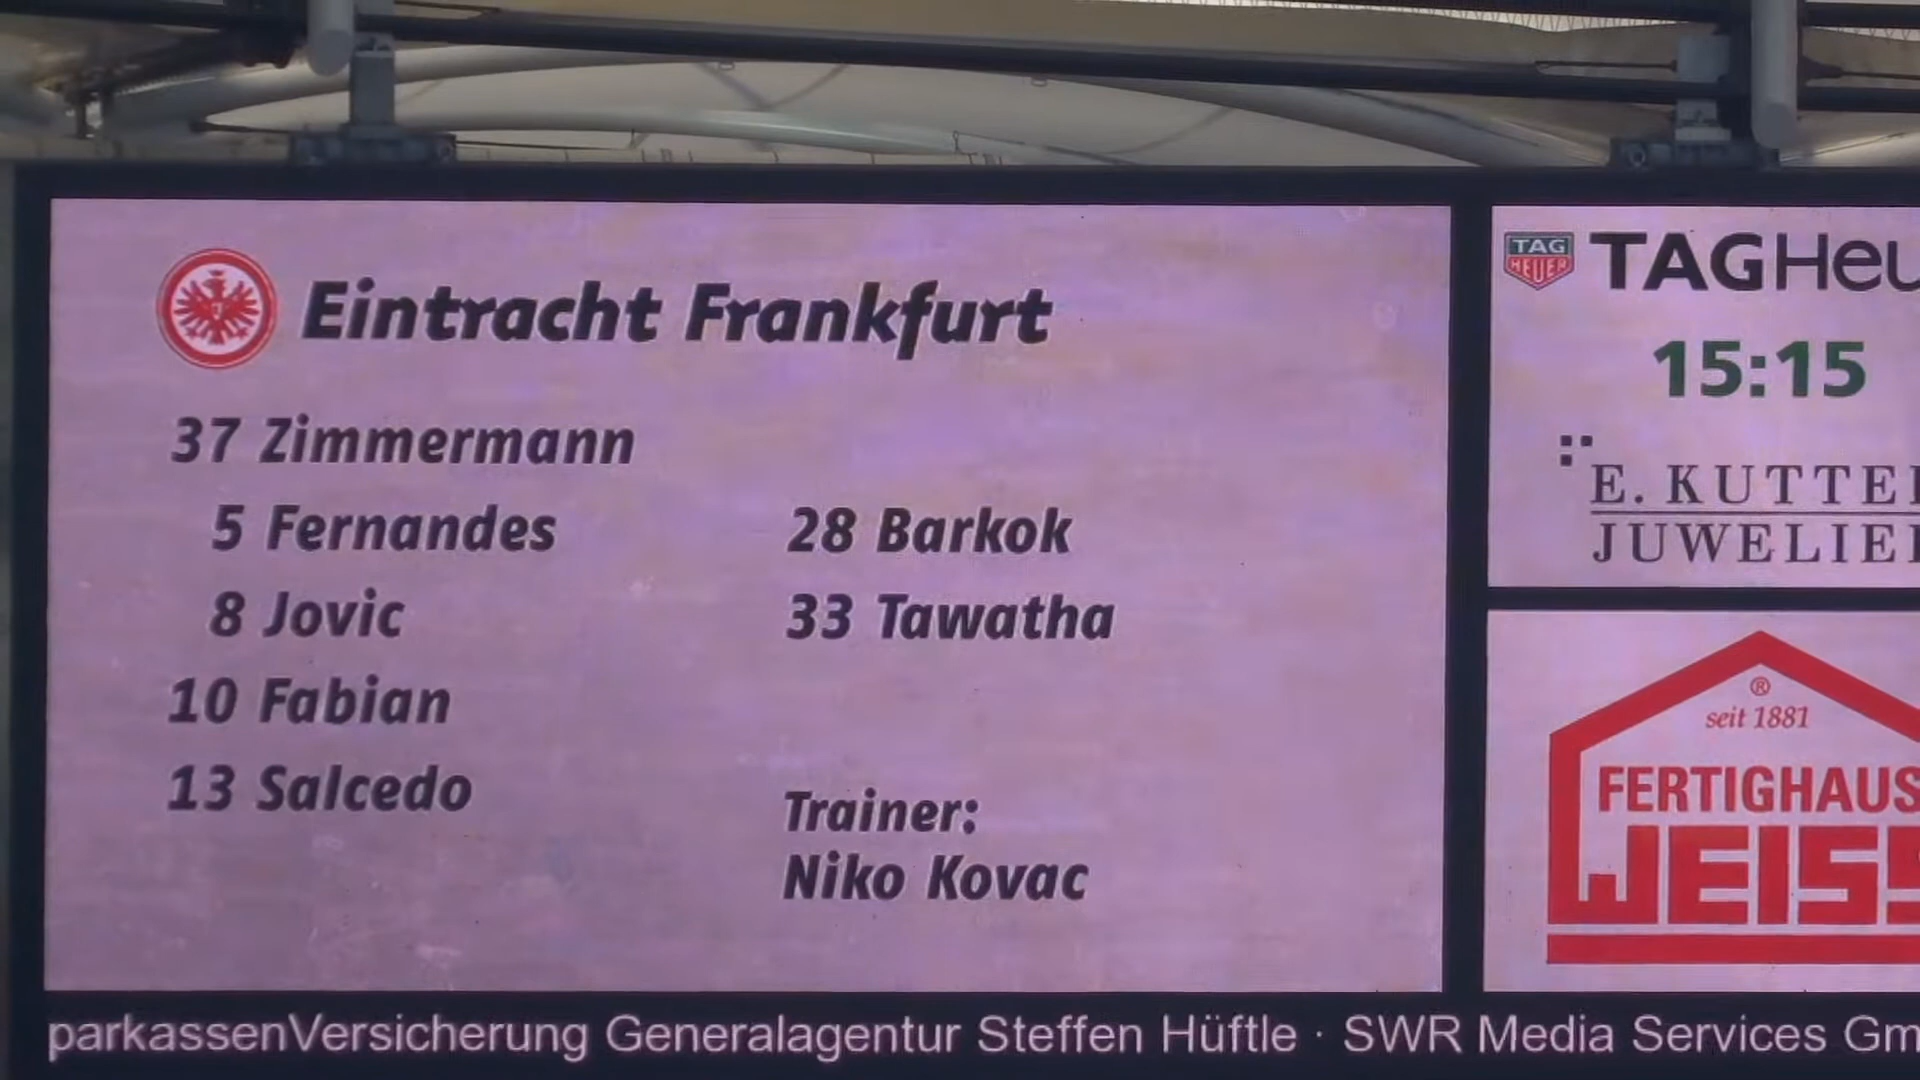 Eintracht Frankfurt
37 Zimmermann
5 Fernandes
8 Jovic
10 Fabian
13 Salcedo
28 Barkok
33 Tawatha
Trainer:
Niko Kovac
TAG
HEUER
TAGHeu
15:15
E. KUTTE
JUWELIE
®
seit 1881
FERTIGHAUS
WEISS
parkassenVersicherung Generalagentur Steffen Hüftle · SWR Media Services Gm